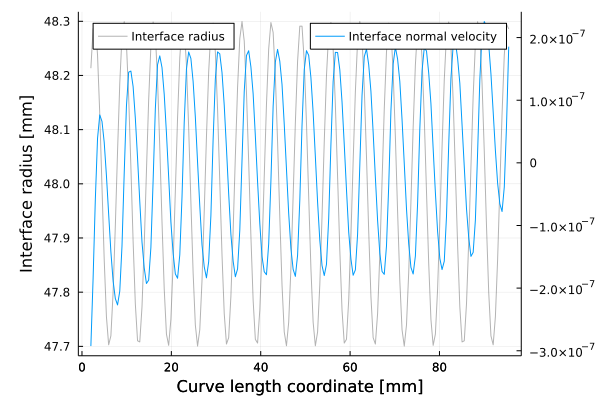 Interface radius
Interface normal velocity
Interface radius [mm]
48.3
48.2
48.1
48.0
47.9
47.8
47.7
2.0×10⁻⁷
1.0×10⁻⁷
0
−1.0×10⁻⁷
−2.0×10⁻⁷
−3.0×10⁻⁷
0 20 40 60 80
Curve length coordinate [mm]